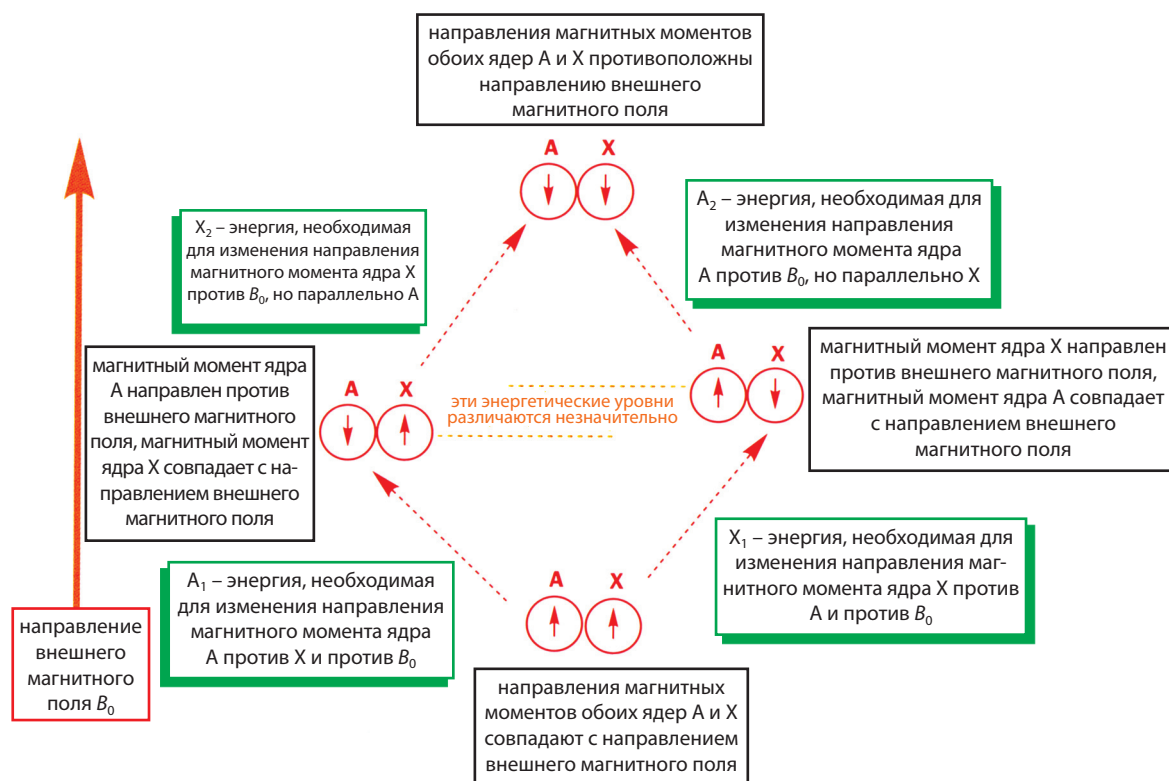 направления магнитных моментов
обоих ядер А и Х противоположны
направлению внешнего
магнитного поля
A X
X₂ – энергия, необходимая
для изменения направления
магнитного момента ядра Х
против B₀, но параллельно А
A₂ – энергия, необходимая для
изменения направления
магнитного момента ядра
А против B₀, но параллельно Х
магнитный момент ядра
А направлен против
внешнего магнитного
поля, магнитный момент
ядра Х совпадает с на-
правлением внешнего
магнитного поля
A X
эти энергетические уровни
различаются незначительно
A X
магнитный момент ядра Х направлен
против внешнего магнитного поля,
магнитный момент ядра А совпадает
с направлением внешнего
магнитного поля
A₁ – энергия, необходимая
для изменения направления
магнитного момента ядра
А против Х и против B₀
A X
X₁ – энергия, необходимая для
изменения направления маг-
нитного момента ядра Х против
А и против B₀
направление
внешнего
магнитного
поля B₀
направления магнитных
моментов обоих ядер А и Х
совпадают с направлением
внешнего магнитного поля